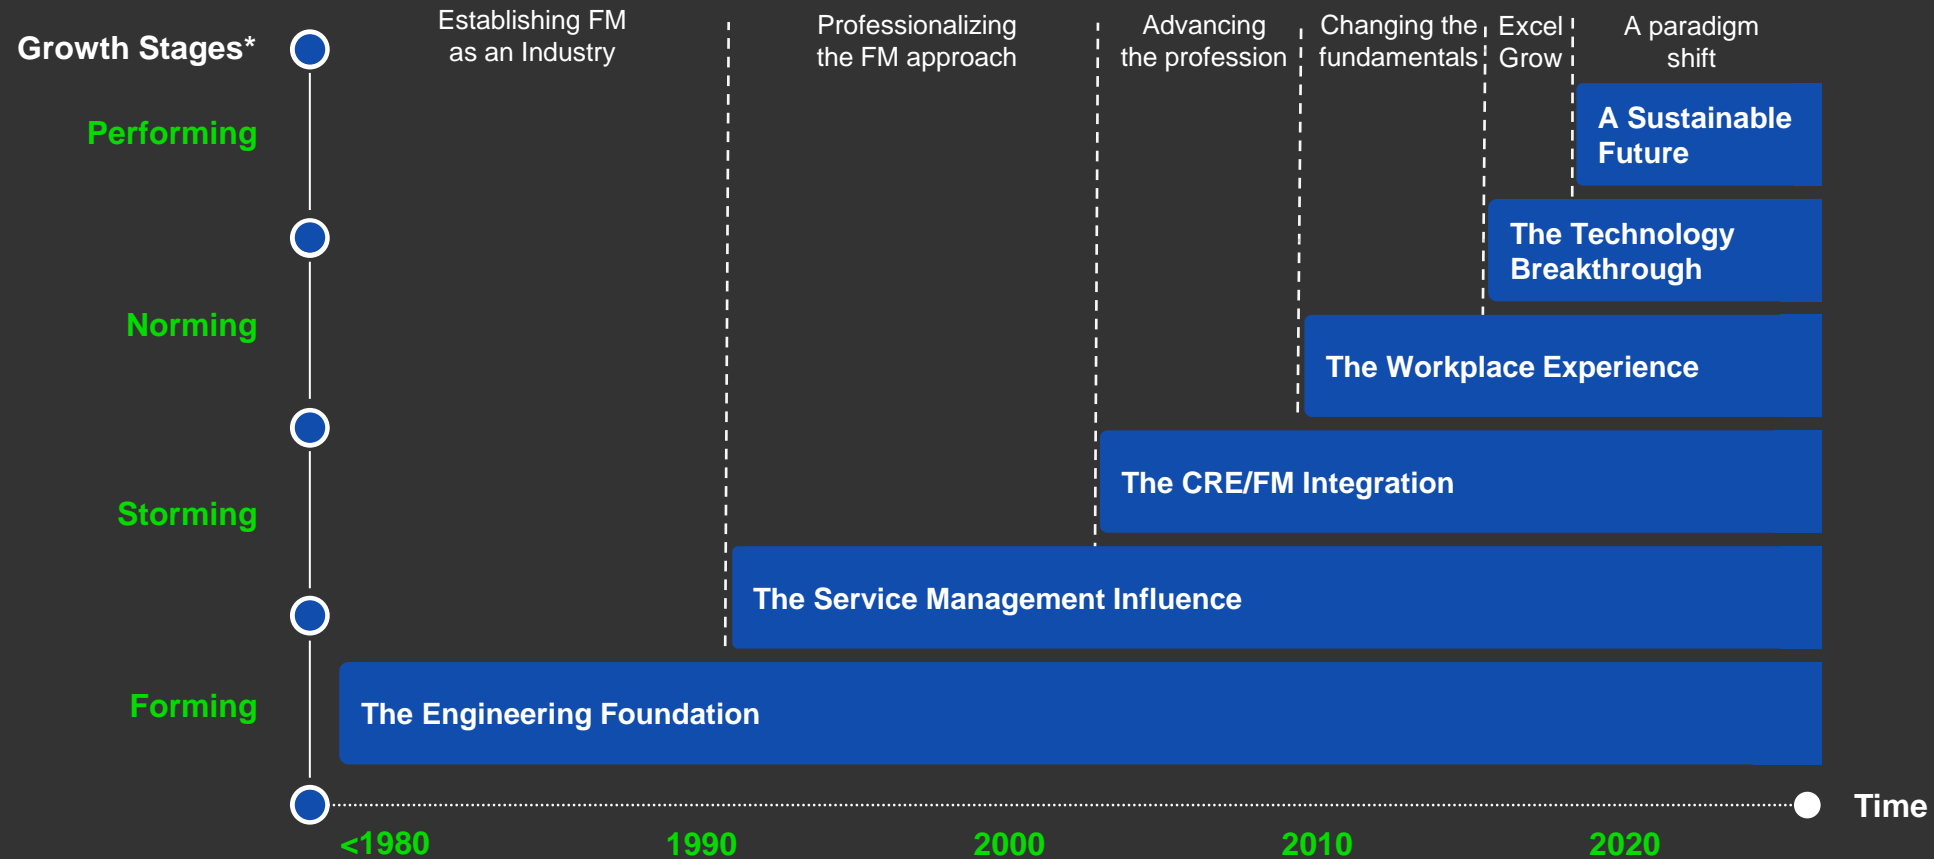 Establishing FM
as an Industry
Professionalizing
the FM approach
Advancing
the profession
Changing the
fundamentals
Excel
Grow
A paradigm
shift
Growth Stages*
Performing
A Sustainable
Future
The Technology
Breakthrough
Norming
The Workplace Experience
The CRE/FM Integration
Storming
The Service Management Influence
Forming
The Engineering Foundation
Time
<1980
1990
2000
2010
2020